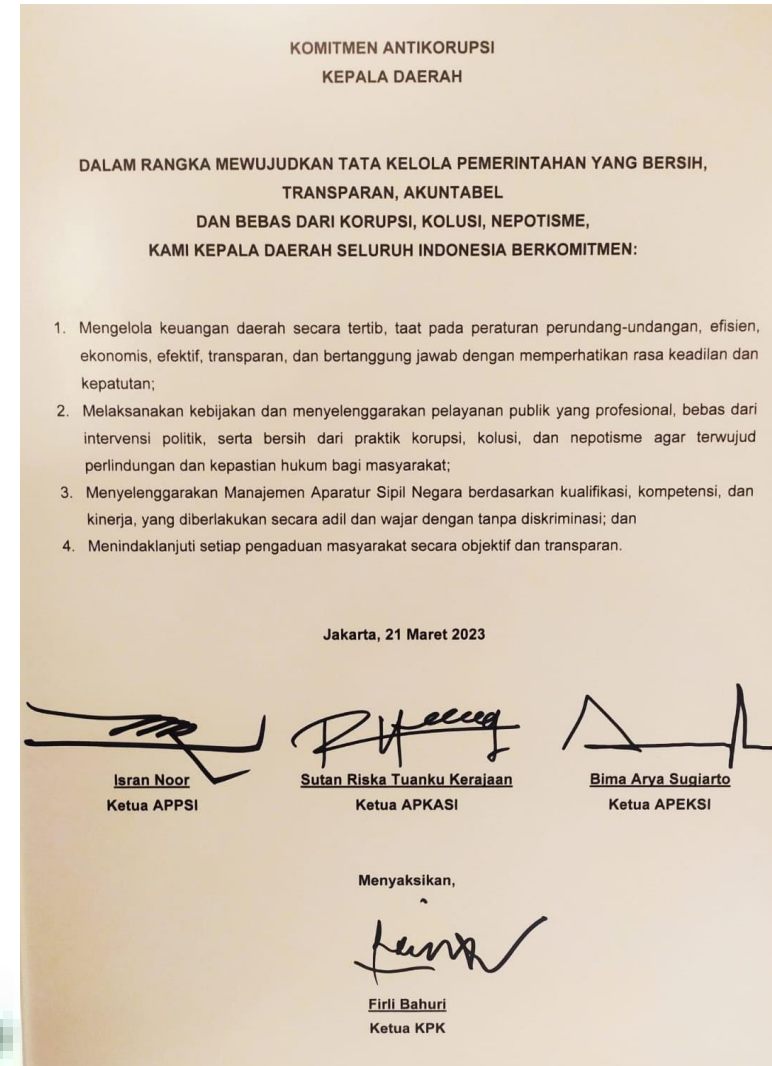 KOMITMEN ANTIKORUPSI
KEPALA DAERAH
DALAM RANGKA MEWUJUDKAN TATA KELOLA PEMERINTAHAN YANG BERSIH,
TRANSPARAN, AKUNTABEL
DAN BEBAS DARI KORUPSI, KOLUSI, NEPOTISME,
KAMI KEPALA DAERAH SELURUH INDONESIA BERKOMITMEN:
1. Mengelola keuangan daerah secara tertib, taat pada peraturan perundang-undangan, efisien,
ekonomis, efektif, transparan, dan bertanggung jawab dengan memperhatikan rasa keadilan dan
kepatutan;
2. Melaksanakan kebijakan dan menyelenggarakan pelayanan publik yang profesional, bebas dari
intervensi politik, serta bersih dari praktik korupsi, kolusi, dan nepotisme agar terwujud
perlindungan dan kepastian hukum bagi masyarakat;
3. Menyelenggarakan Manajemen Aparatur Sipil Negara berdasarkan kualifikasi, kompetensi, dan
kinerja, yang diberlakukan secara adil dan wajar dengan tanpa diskriminasi; dan
4. Menindaklanjuti setiap pengaduan masyarakat secara objektif dan transparan.
Jakarta, 21 Maret 2023
Isran Noor
Ketua APPSI
Sutan Riska Tuanku Kerajaan
Ketua APKASI
Bima Arya Sugiarto
Ketua APEKSI
Menyaksikan,
Firli Bahuri
Ketua KPK